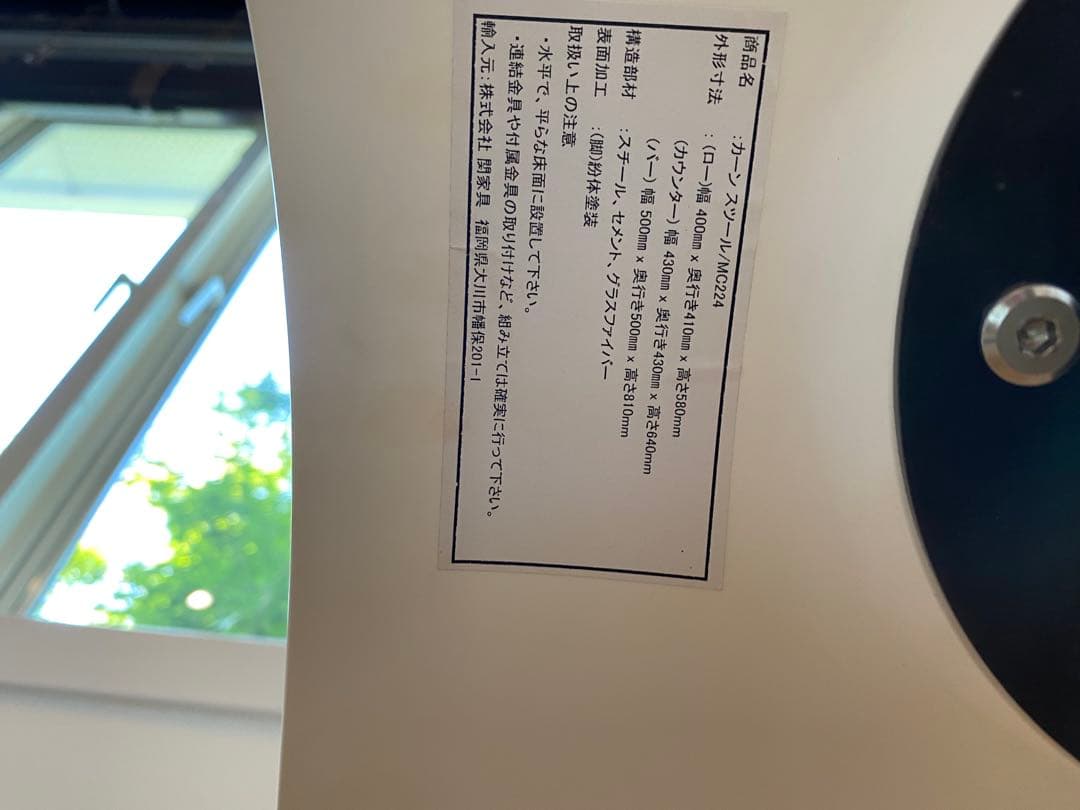 商品名 :カーン スツール/MC224
外形寸法 :(ロー)幅 400㎜ x 奥行き410㎜ x 高さ580㎜
(カウンター) 幅 430㎜ x 奥行き430㎜ x 高さ640㎜
(バー) 幅 500㎜ x 奥行き500㎜ x 高さ810㎜
構造部材 :スチール、セメント、グラスファイバー
表面加工 :(脚)紛体塗装
取扱い上の注意
・水平で、平らな床面に設置して下さい。
・連結金具や付属金具の取り付けなど、組み立ては確実に行って下さい。
輸入元:株式会社 関家具 福岡県大川市幡保201-1